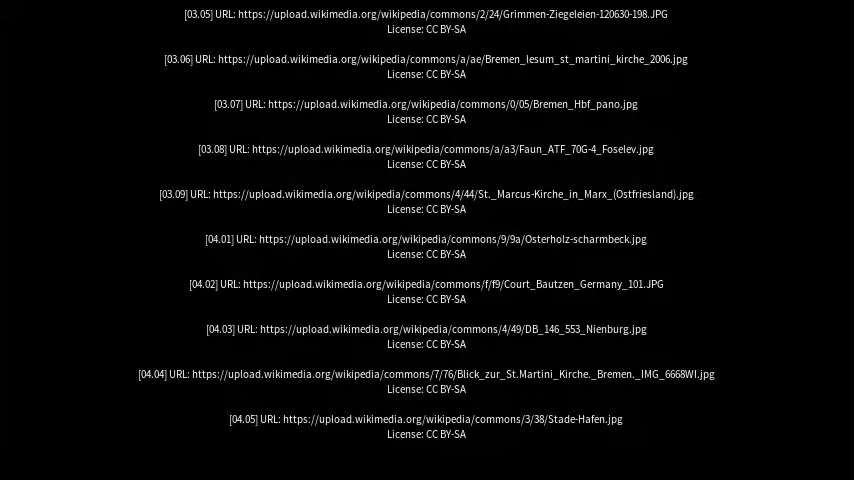 [03.05] URL: https://upload.wikimedia.org/wikipedia/commons/2/24/Grimmen-Ziegeleien-120630-198.JPG
License: CC BY-SA
[03.06] URL: https://upload.wikimedia.org/wikipedia/commons/a/ae/Bremen_lesum_st_martini_kirche_2006.jpg
License: CC BY-SA
[03.07] URL: https://upload.wikimedia.org/wikipedia/commons/0/05/Bremen_Hbf_pano.jpg
License: CC BY-SA
[03.08] URL: https://upload.wikimedia.org/wikipedia/commons/a/a3/Faun_ATF_70G-4_Foselev.jpg
License: CC BY-SA
[03.09] URL: https://upload.wikimedia.org/wikipedia/commons/4/44/St._Marcus-Kirche_in_Marx_(Ostfriesland).jpg
License: CC BY-SA
[04.01] URL: https://upload.wikimedia.org/wikipedia/commons/9/9a/Osterholz-scharmbeck.jpg
License: CC BY-SA
[04.02] URL: https://upload.wikimedia.org/wikipedia/commons/f/f9/Court_Bautzen_Germany_101.JPG
License: CC BY-SA
[04.03] URL: https://upload.wikimedia.org/wikipedia/commons/4/49/DB_146_553_Nienburg.jpg
License: CC BY-SA
[04.04] URL: https://upload.wikimedia.org/wikipedia/commons/7/76/Blick_zur_St.Martini_Kirche._Bremen._IMG_6668WI.jpg
License: CC BY-SA
[04.05] URL: https://upload.wikimedia.org/wikipedia/commons/3/38/Stade-Hafen.jpg
License: CC BY-SA